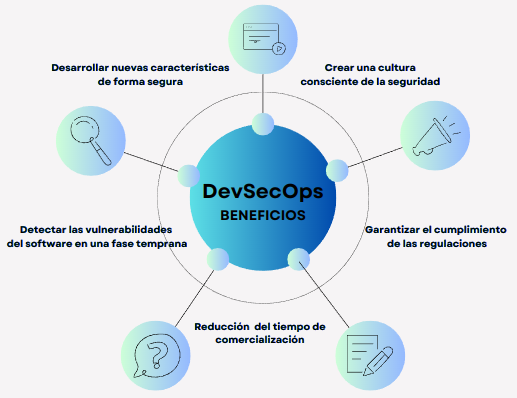 Desarrollar nuevas características
de forma segura
Crear una cultura
consciente de la seguridad
DevSecOps
BENEFICIOS
Detectar las vulnerabilidades
del software en una fase temprana
Garantizar el cumplimiento
de las regulaciones
Reducción del tiempo de
comercialización